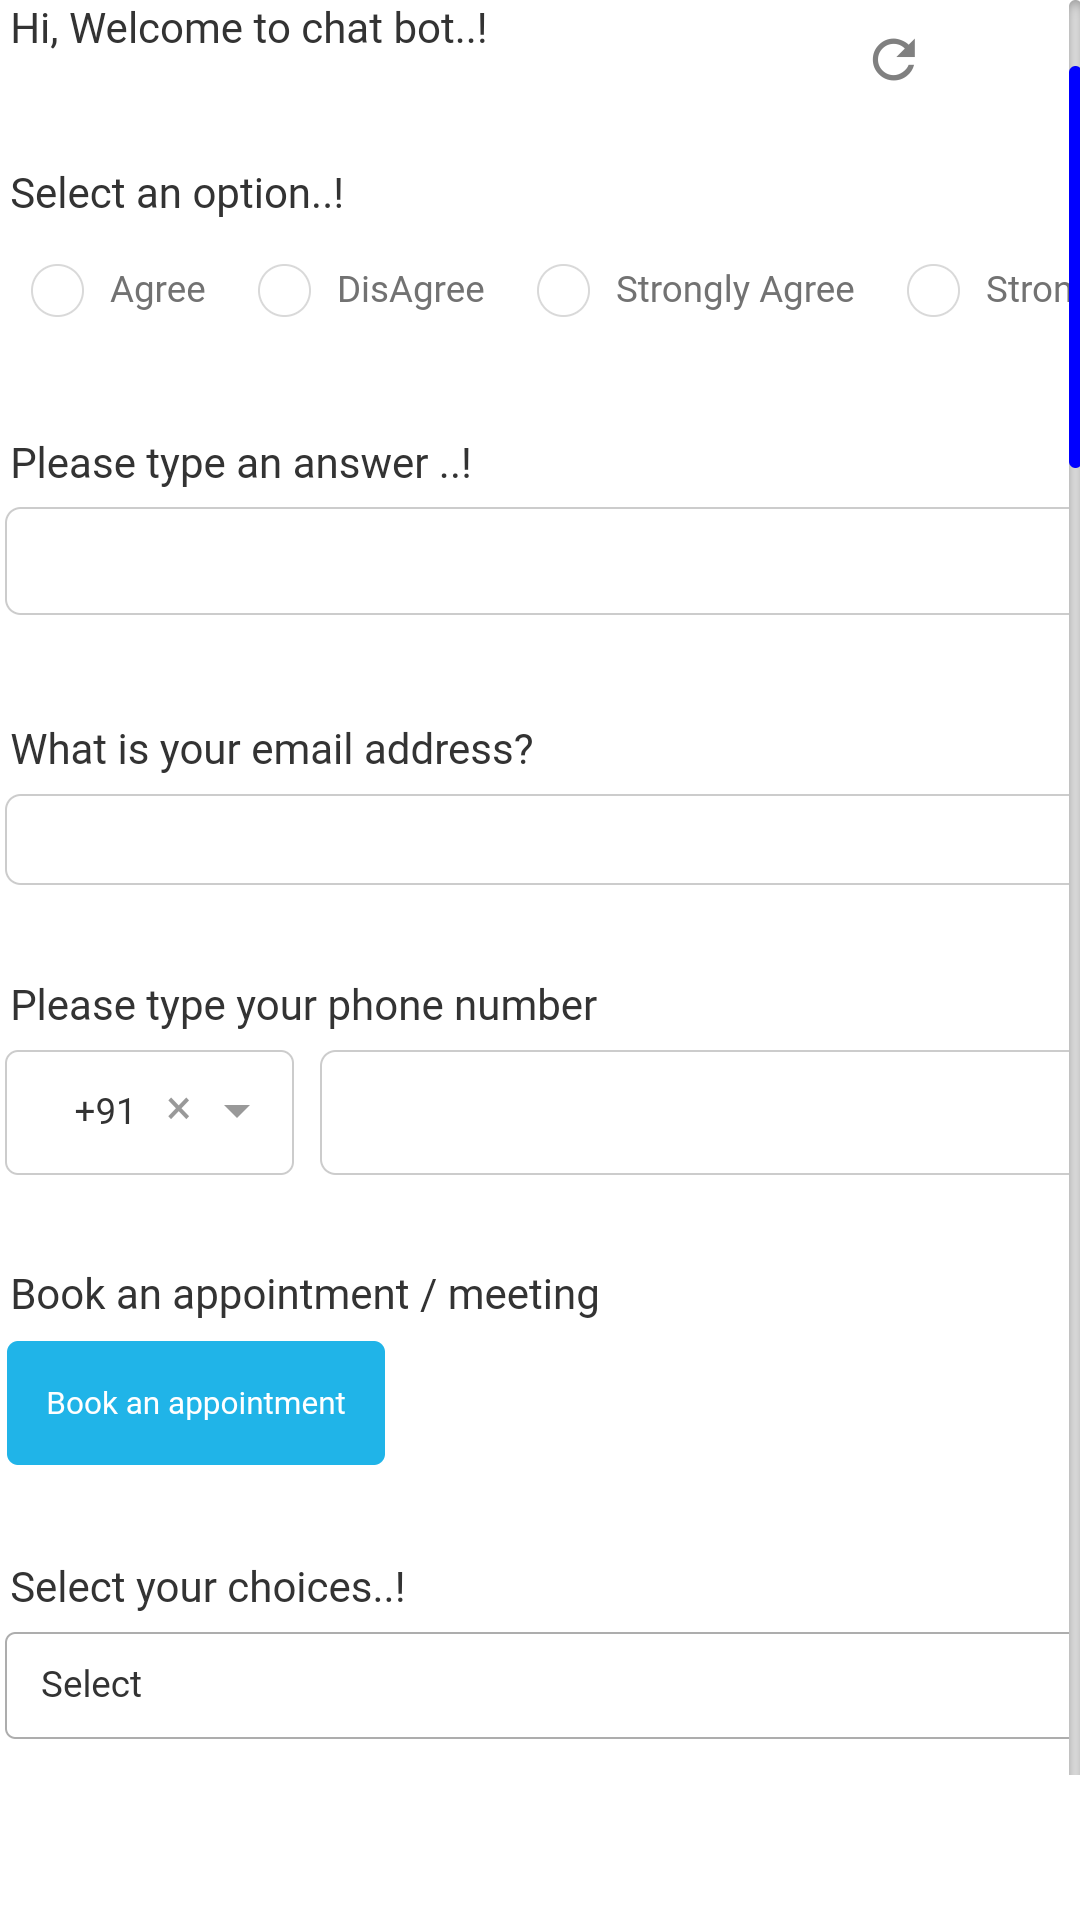 Hi, Welcome to chat bot..!
Select an option..!
Agree DisAgree Strongly Agree
Please type an answer ..!
What is your email address?
Please type your phone number
+91 ×
Book an appointment / meeting
Book an appointment
Select your choices..!
Select